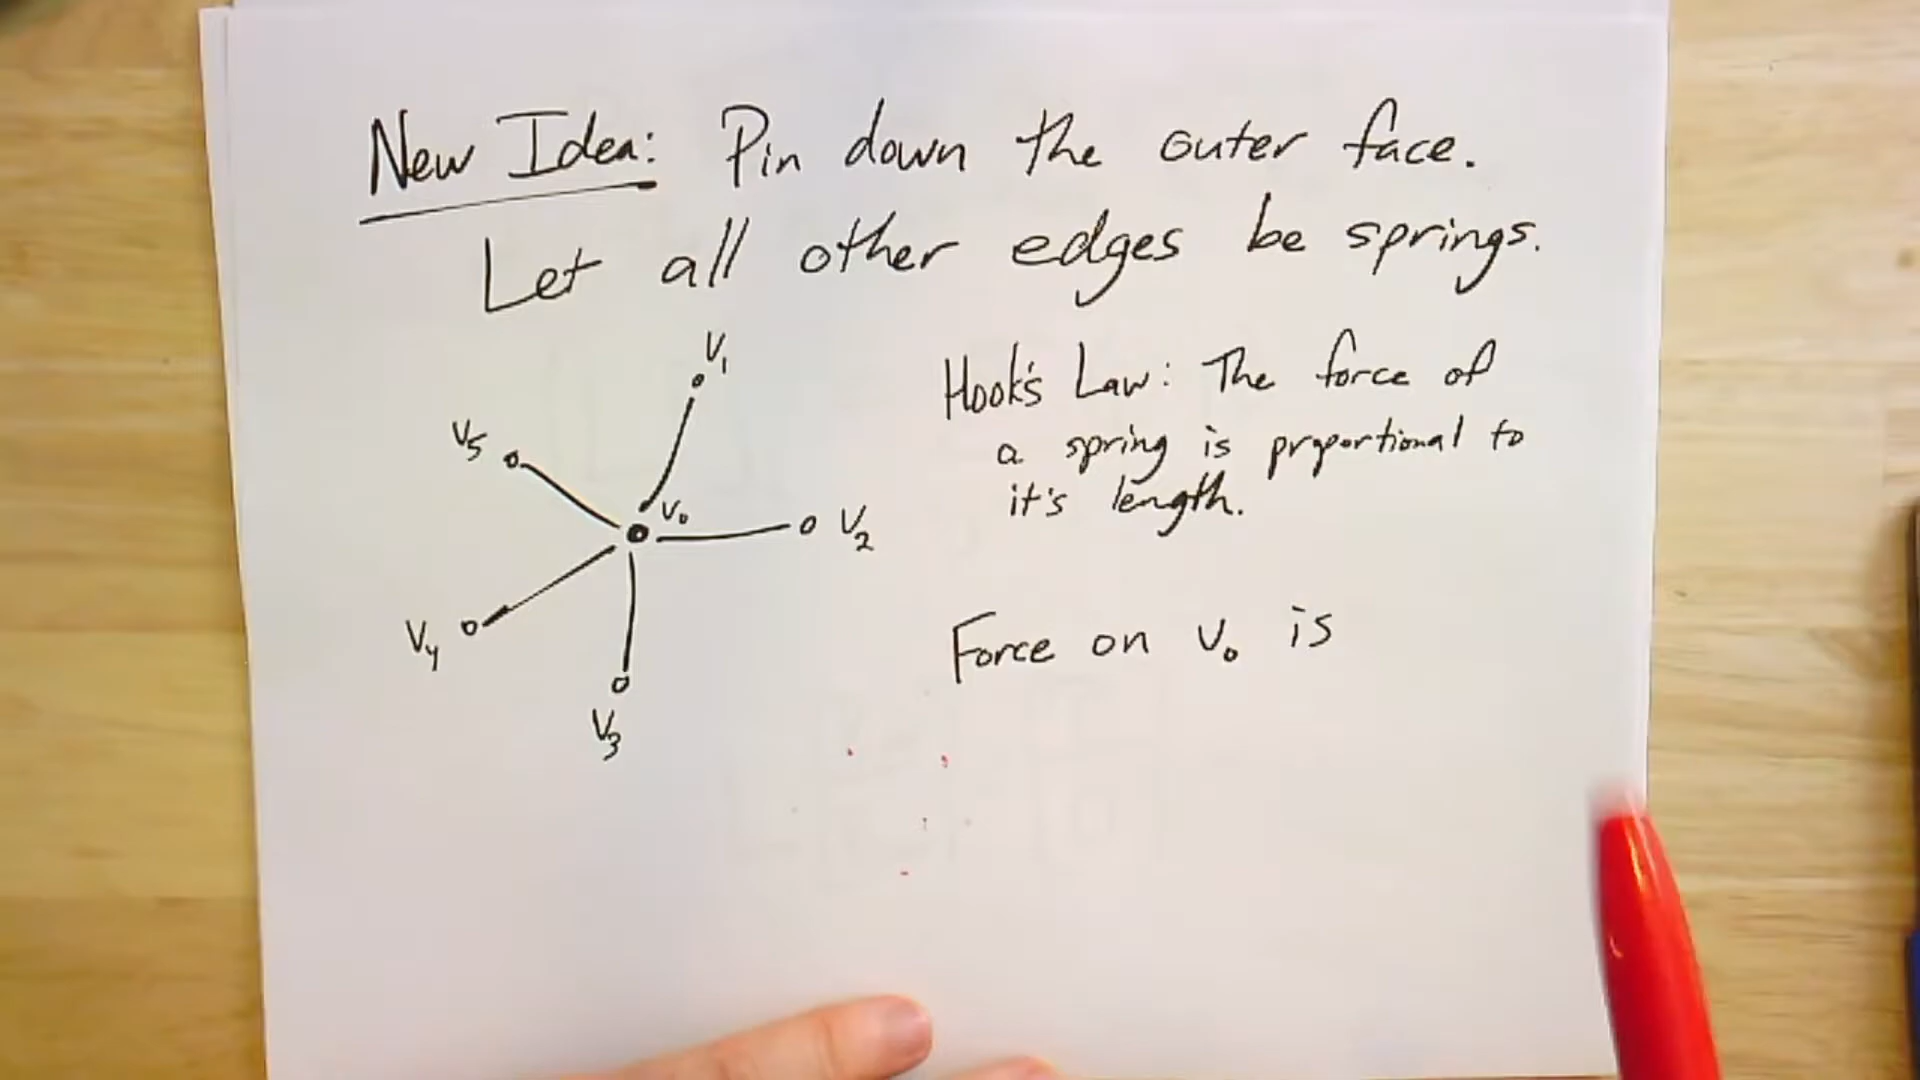 New Idea: Pin down the outer face.
Let all other edges be springs.
V₁
Hook's Law: The force of
a spring is proportional to
it's length.
V₅
V₀
V₂
V₄
V₃
Force on V₀ is